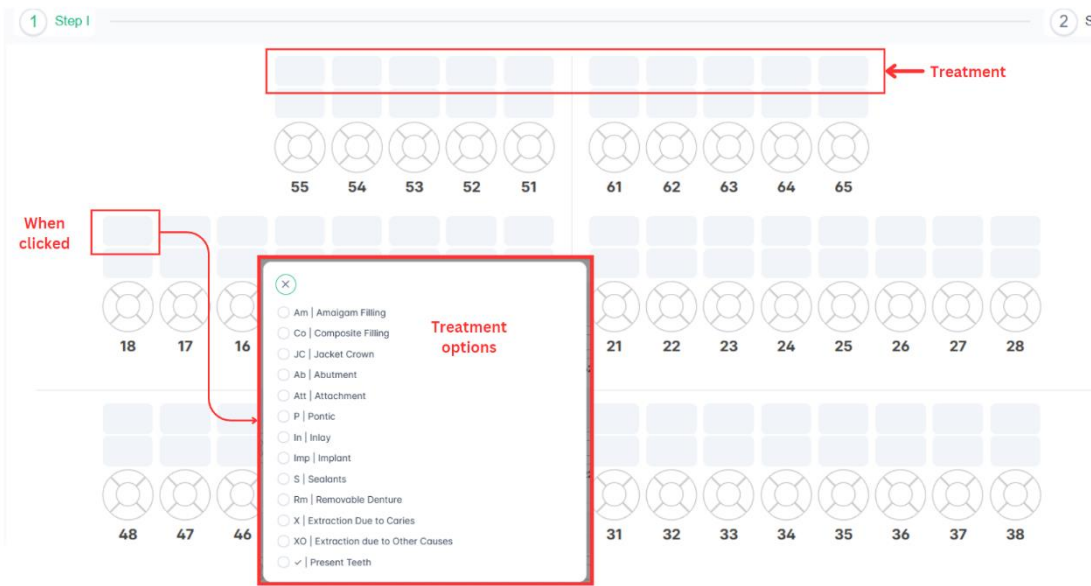 1 Step I
2 S
Treatment
55 54 53 52 51 61 62 63 64 65
When
clicked
18 17 16 21 22 23 24 25 26 27 28
Treatment
options
Am | Amalgam Filling
Co | Composite Filling
JC | Jacket Crown
Ab | Abutment
Att | Attachment
P | Pontic
In | Inlay
Imp | Implant
S | Sealants
Rm | Removable Denture
X | Extraction Due to Caries
XO | Extraction due to Other Causes
✓ | Present Teeth
48 47 46 31 32 33 34 35 36 37 38